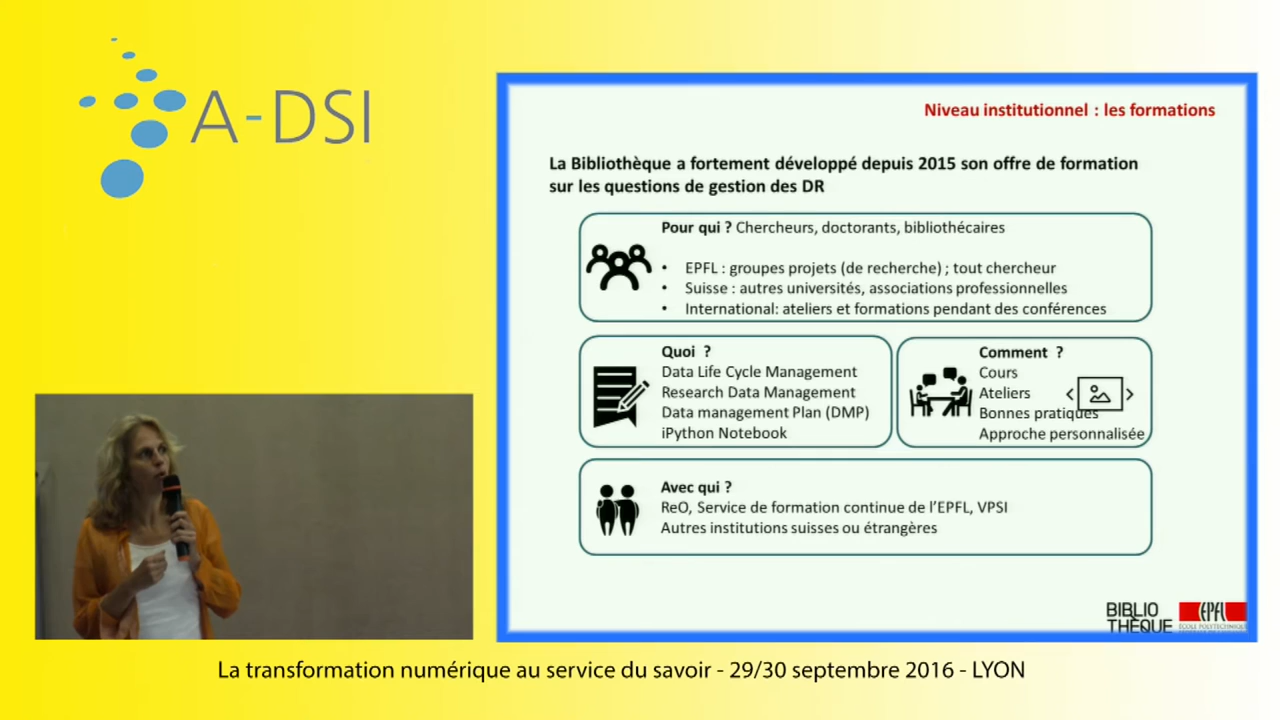 A-DSI
Niveau institutionnel : les formations
La Bibliothèque a fortement développé depuis 2015 son offre de formation
sur les questions de gestion des DR
Pour qui ? Chercheurs, doctorants, bibliothécaires
• EPFL : groupes projets (de recherche) ; tout chercheur
• Suisse : autres universités, associations professionnelles
• International: ateliers et formations pendant des conférences
Quoi ?
Data Life Cycle Management
Research Data Management
Data management Plan (DMP)
iPython Notebook
Comment ?
Cours
Ateliers
Bonnes pratiques
Approche personnalisée
Avec qui ?
ReO, Service de formation continue de l'EPFL, VPSI
Autres institutions suisses ou étrangères
BIBLIO
THÈQUE
EPFL
ÉCOLE POLYTECHNIQUE
La transformation numérique au service du savoir - 29/30 septembre 2016 - LYON